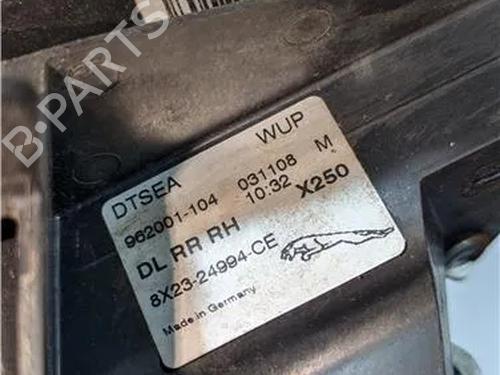 B-PARTS
DTSEA WUP
962001-104 031108 M
10:32
DL RR RH X250
8X23-24994-CE
Made in Germany